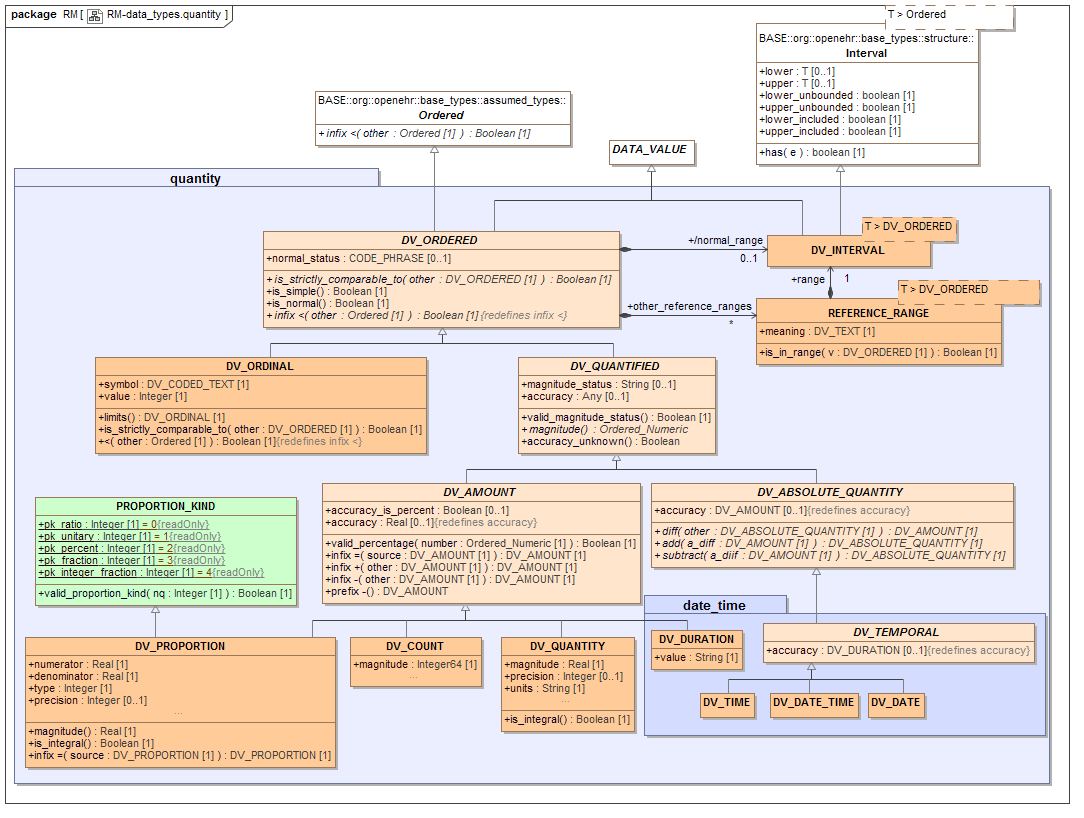 package RM [ RM-data_types.quantity ]
T > Ordered
BASE::org::openehr::base_types::structure::
Interval
+lower : T [0..1]
+upper : T [0..1]
+lower_unbounded : boolean [1]
+upper_unbounded : boolean [1]
+lower_included : boolean [1]
+upper_included : boolean [1]
+has( e ) : boolean [1]
BASE::org::openehr::base_types::assumed_types::
Ordered
+infix <( other : Ordered [1] ) : Boolean [1]
DATA_VALUE
quantity
DV_ORDERED
+normal_status : CODE_PHRASE [0..1]
+is_strictly_comparable_to( other : DV_ORDERED [1] ) : Boolean [1]
+is_simple() : Boolean [1]
+is_normal() : Boolean [1]
+infix <( other : Ordered [1] ) : Boolean [1]{redefines infix <}
+/normal_range
0..1
T > DV_ORDERED
DV_INTERVAL
+range
1
+other_reference_ranges
*
T > DV_ORDERED
REFERENCE_RANGE
+meaning : DV_TEXT [1]
+is_in_range( v : DV_ORDERED [1] ) : Boolean [1]
DV_ORDINAL
+symbol : DV_CODED_TEXT [1]
+value : Integer [1]
+limits() : DV_ORDINAL [1]
+is_strictly_comparable_to( other : DV_ORDERED [1] ) : Boolean [1]
+<( other : Ordered [1] ) : Boolean [1]{redefines infix <}
DV_QUANTIFIED
+magnitude_status : String [0..1]
+accuracy : Any [0..1]
+valid_magnitude_status() : Boolean [1]
+magnitude() : Ordered_Numeric
+accuracy_unknown() : Boolean
PROPORTION_KIND
+pk_ratio : Integer [1] = 0{readOnly}
+pk_unitary : Integer [1] = 1{readOnly}
+pk_percent : Integer [1] = 2{readOnly}
+pk_fraction : Integer [1] = 3{readOnly}
+pk_integer_fraction : Integer [1] = 4{readOnly}
+valid_proportion_kind( nq : Integer [1] ) : Boolean [1]
DV_AMOUNT
+accuracy_is_percent : Boolean [0..1]
+accuracy : Real [0..1]{redefines accuracy}
+valid_percentage( number : Ordered_Numeric [1] ) : Boolean [1]
+infix =( source : DV_AMOUNT [1] ) : DV_AMOUNT [1]
+infix +( other : DV_AMOUNT [1] ) : DV_AMOUNT [1]
+infix -( other : DV_AMOUNT [1] ) : DV_AMOUNT [1]
+prefix -() : DV_AMOUNT
DV_ABSOLUTE_QUANTITY
+accuracy : DV_AMOUNT [0..1]{redefines accuracy}
+diff( other : DV_ABSOLUTE_QUANTITY [1] ) : DV_AMOUNT [1]
+add( a_diff : DV_AMOUNT [1] ) : DV_ABSOLUTE_QUANTITY [1]
+subtract( a_diif : DV_AMOUNT [1] ) : DV_ABSOLUTE_QUANTITY [1]
date_time
DV_PROPORTION
+numerator : Real [1]
+denominator : Real [1]
+type : Integer [1]
+precision : Integer [0..1]
...
+magnitude() : Real [1]
+is_integral() : Boolean [1]
+infix =( source : DV_PROPORTION [1] ) : DV_PROPORTION [1]
DV_COUNT
+magnitude : Integer64 [1]
...
DV_QUANTITY
+magnitude : Real [1]
+precision : Integer [0..1]
+units : String [1]
...
+is_integral() : Boolean [1]
DV_DURATION
+value : String [1]
DV_TEMPORAL
+accuracy : DV_DURATION [0..1]{redefines accuracy}
DV_TIME
DV_DATE_TIME
DV_DATE